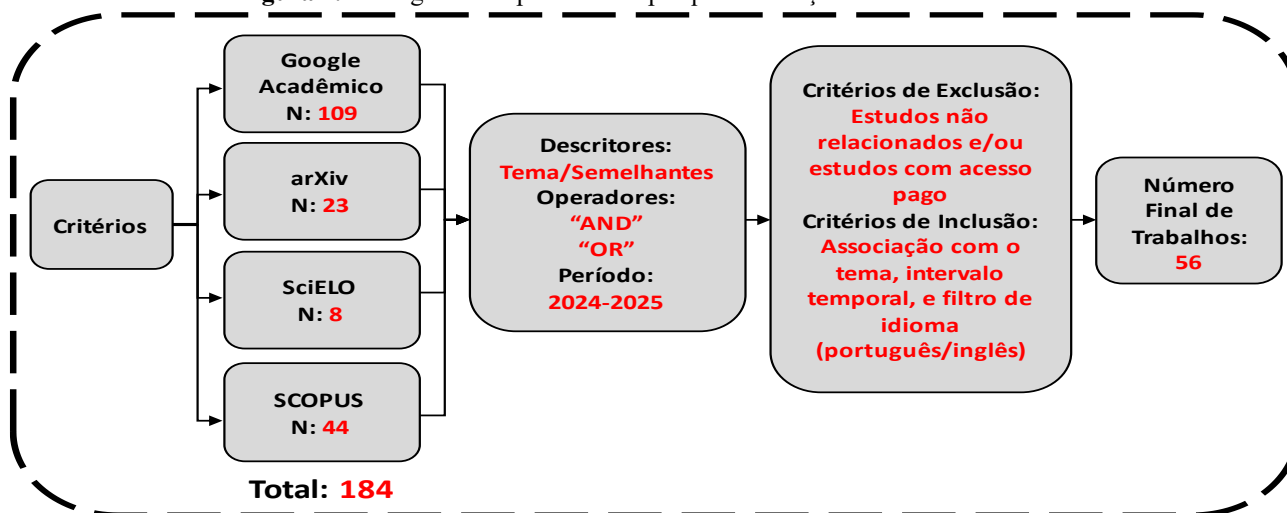 Critérios
Google
Acadêmico
N: 109
arXiv
N: 23
SciELO
N: 8
SCOPUS
N: 44
Total: 184
Descritores:
Tema/Semelhantes
Operadores:
“AND”
“OR”
Período:
2024-2025
Critérios de Exclusão:
Estudos não
relacionados e/ou
estudos com acesso
pago
Critérios de Inclusão:
Associação com o
tema, intervalo
temporal, e filtro de
idioma
(português/inglês)
Número
Final de
Trabalhos:
56